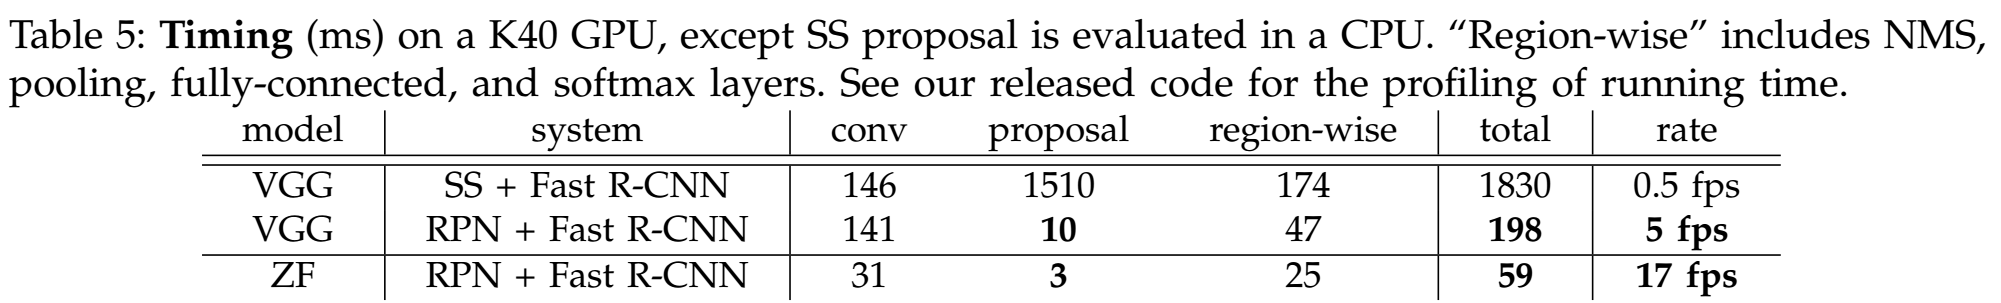 Table 5: Timing (ms) on a K40 GPU, except SS proposal is evaluated in a CPU. “Region-wise” includes NMS,
pooling, fully-connected, and softmax layers. See our released code for the profiling of running time.
model system conv proposal region-wise total rate
VGG SS + Fast R-CNN 146 1510 174 1830 0.5 fps
VGG RPN + Fast R-CNN 141 10 47 198 5 fps
ZF RPN + Fast R-CNN 31 3 25 59 17 fps